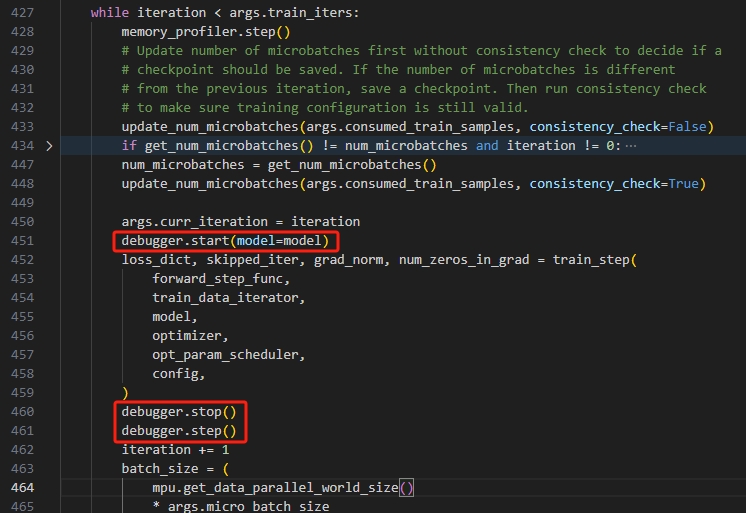 427 while iteration < args.train_iters:
428 memory_profiler.step()
429 # Update number of microbatches first without consistency check to decide if a
430 # checkpoint should be saved. If the number of microbatches is different
431 # from the previous iteration, save a checkpoint. Then run consistency check
432 # to make sure training configuration is still valid.
433 update_num_microbatches(args.consumed_train_samples, consistency_check=False)
434 > if get_num_microbatches() != num_microbatches and iteration != 0: ⋯
447 num_microbatches = get_num_microbatches()
448 update_num_microbatches(args.consumed_train_samples, consistency_check=True)
449
450 args.curr_iteration = iteration
451 debugger.start(model=model)
452 loss_dict, skipped_iter, grad_norm, num_zeros_in_grad = train_step(
453 forward_step_func,
454 train_data_iterator,
455 model,
456 optimizer,
457 opt_param_scheduler,
458 config,
459 )
460 debugger.stop()
461 debugger.step()
462 iteration += 1
463 batch_size = (
464 mpu.get_data_parallel_world_size()
465 * args.micro_batch_size